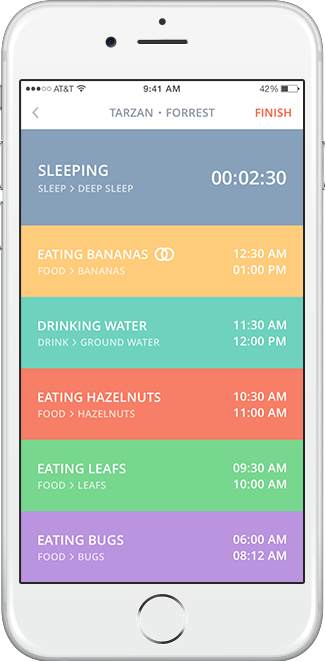 ●●●○○ AT&T 9:41 AM 42%
TARZAN • FORREST FINISH
SLEEPING 00:02:30
SLEEP > DEEP SLEEP
EATING BANANAS 12:30 AM
FOOD > BANANAS 01:00 PM
DRINKING WATER 11:30 AM
DRINK > GROUND WATER 12:00 PM
EATING HAZELNUTS 10:30 AM
FOOD > HAZELNUTS 11:00 AM
EATING LEAFS 09:30 AM
FOOD > LEAFS 10:00 AM
EATING BUGS 06:00 AM
FOOD > BUGS 08:12 AM